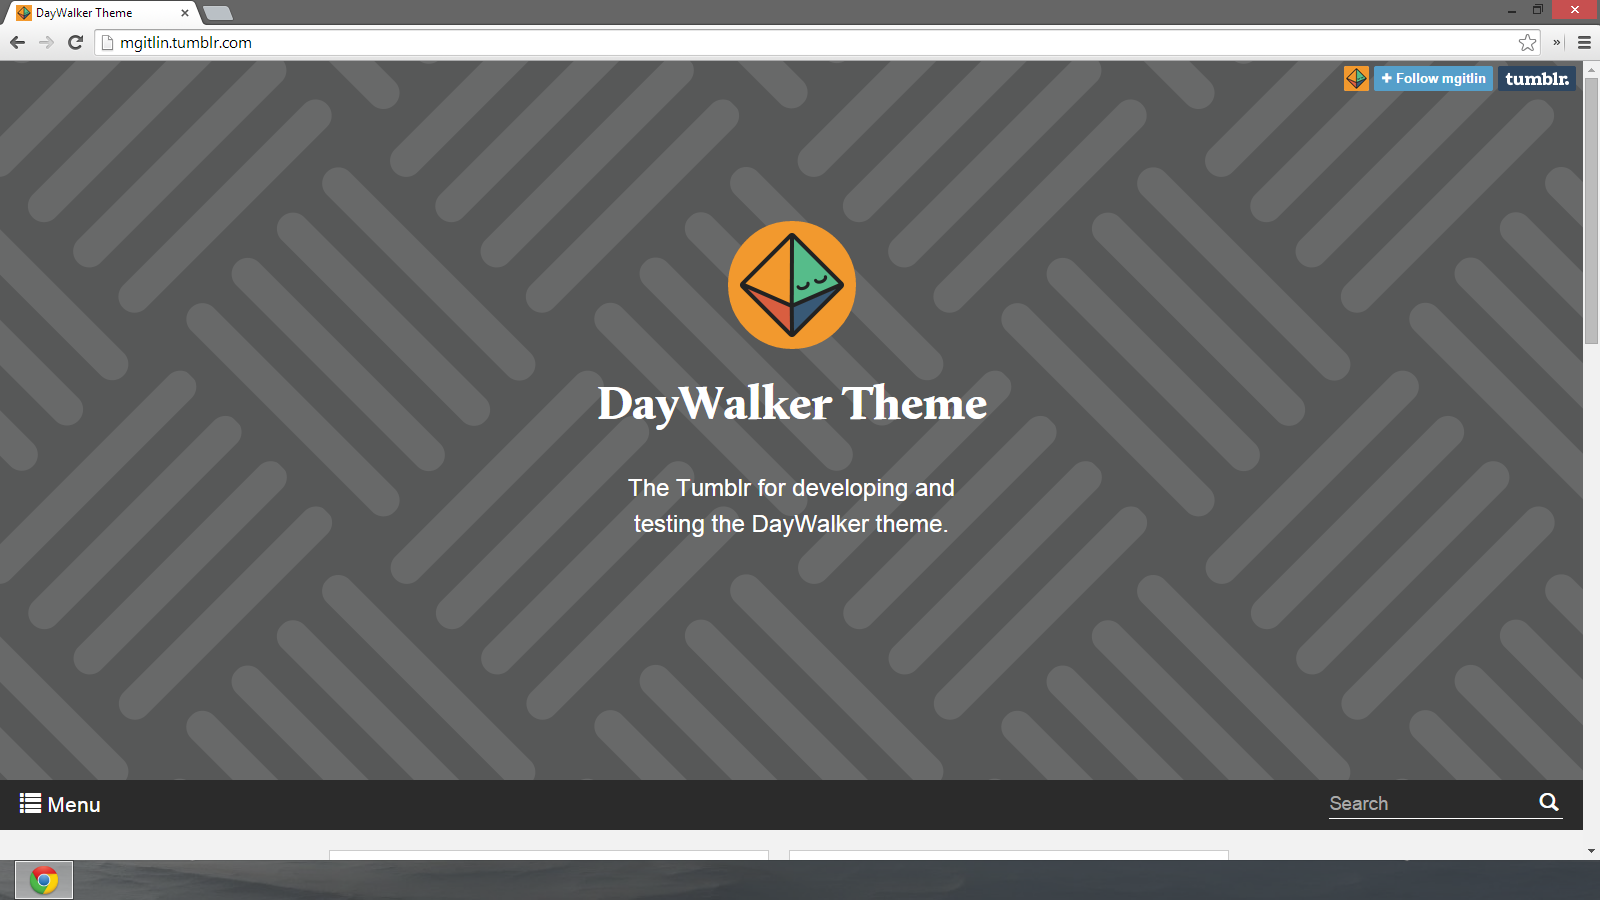 DayWalker Theme
mgitlin.tumblr.com
»
+ Follow mgitlin
tumblr.
DayWalker Theme
The Tumblr for developing and
testing the DayWalker theme.
Menu
Search